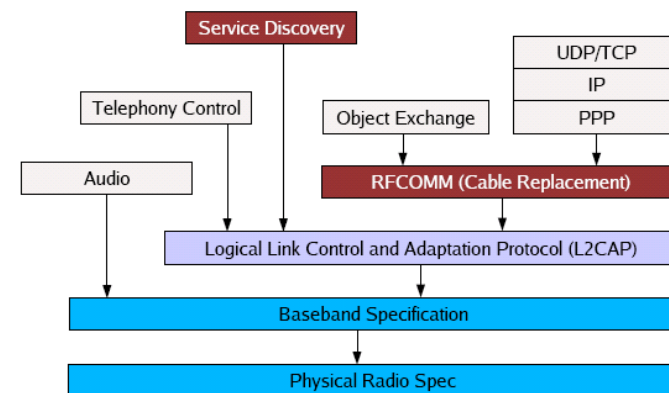 Service Discovery
UDP/TCP
IP
Telephony Control
Object Exchange
PPP
Audio
RFCOMM (Cable Replacement)
Logical Link Control and Adaptation Protocol (L2CAP)
Baseband Specification
Physical Radio Spec